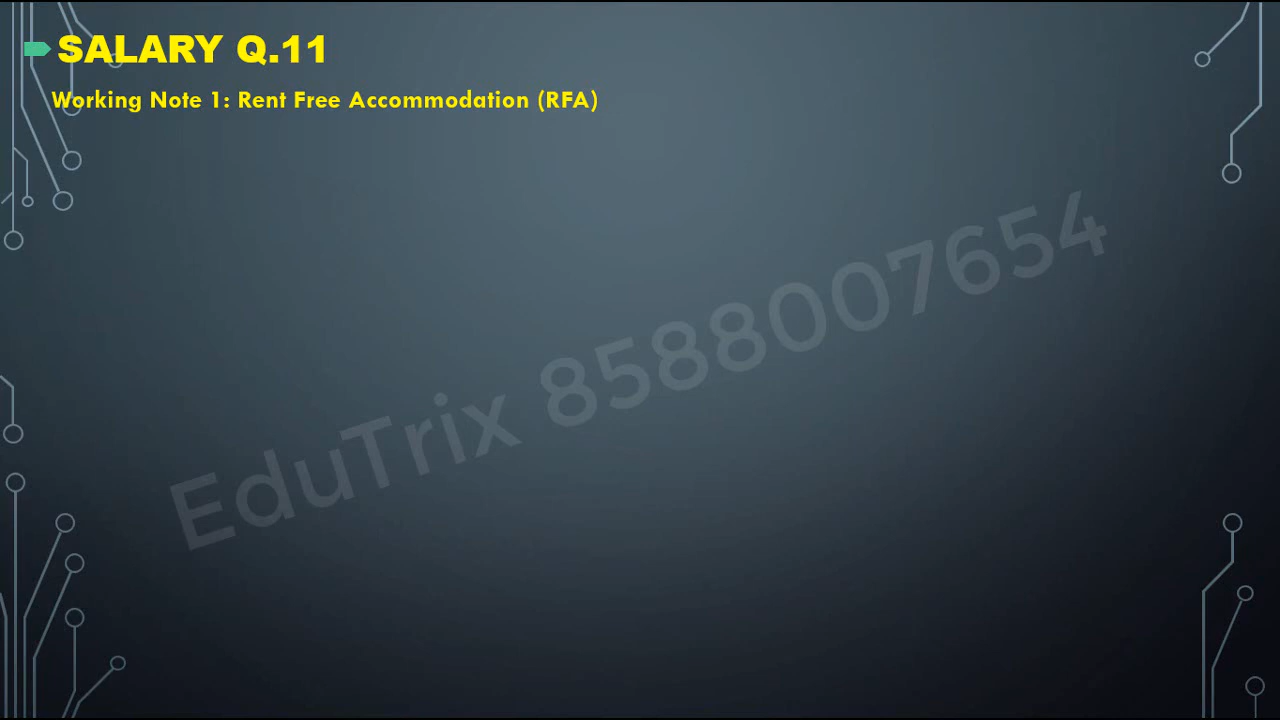 SALARY Q.11
Working Note 1: Rent Free Accommodation (RFA)
EduTrix 8588007654